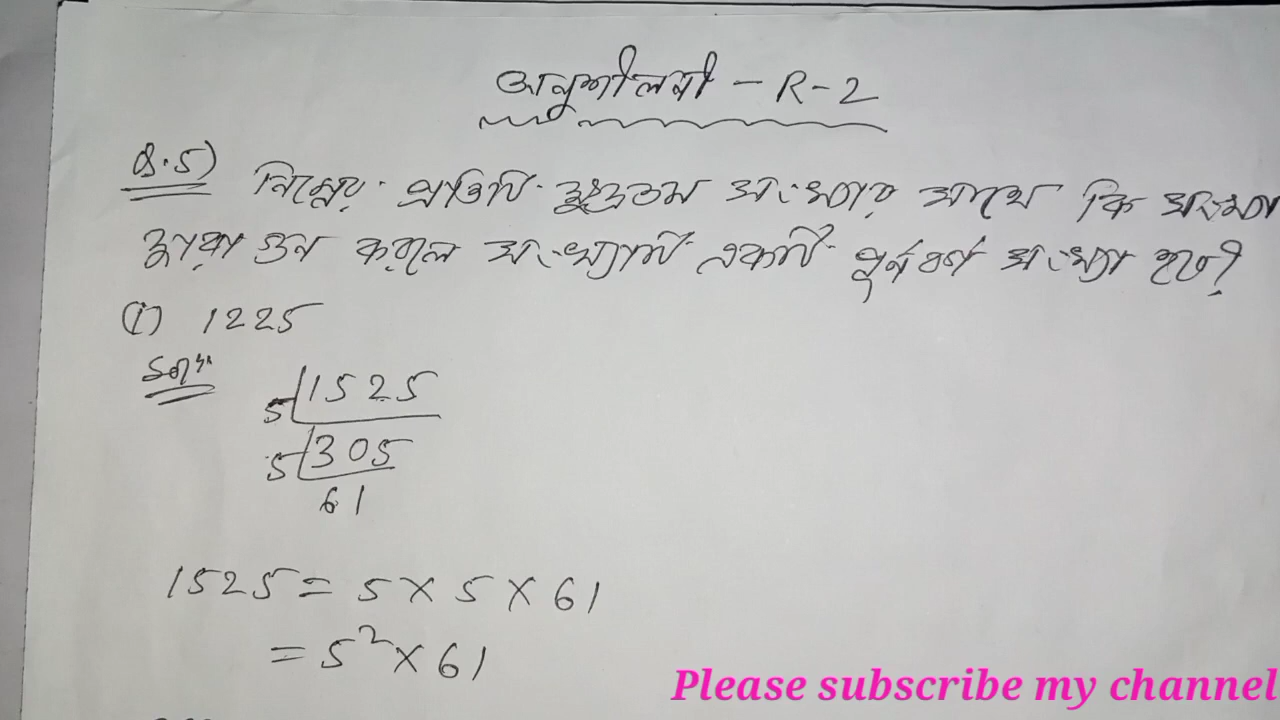 অনুশীলনী - R-2
Q.5) নিম্নের প্রতিটি ক্ষুদ্রতম সংখ্যার সাথে কি সংখ্যা
দ্বারা গুন করলে সংখ্যাটি একটি পূর্ণবর্গ সংখ্যা হবে?
(i) 1225
Solⁿ
5 | 1525
5 | 305
61
1525 = 5 × 5 × 61
= 5² × 61
Please subscribe my channel